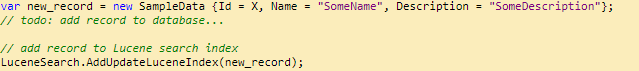 var new_record = new SampleData {Id = X, Name = "SomeName", Description = "SomeDescription"};
// todo: add record to database...
// add record to Lucene search index
LuceneSearch.AddUpdateLuceneIndex(new_record);